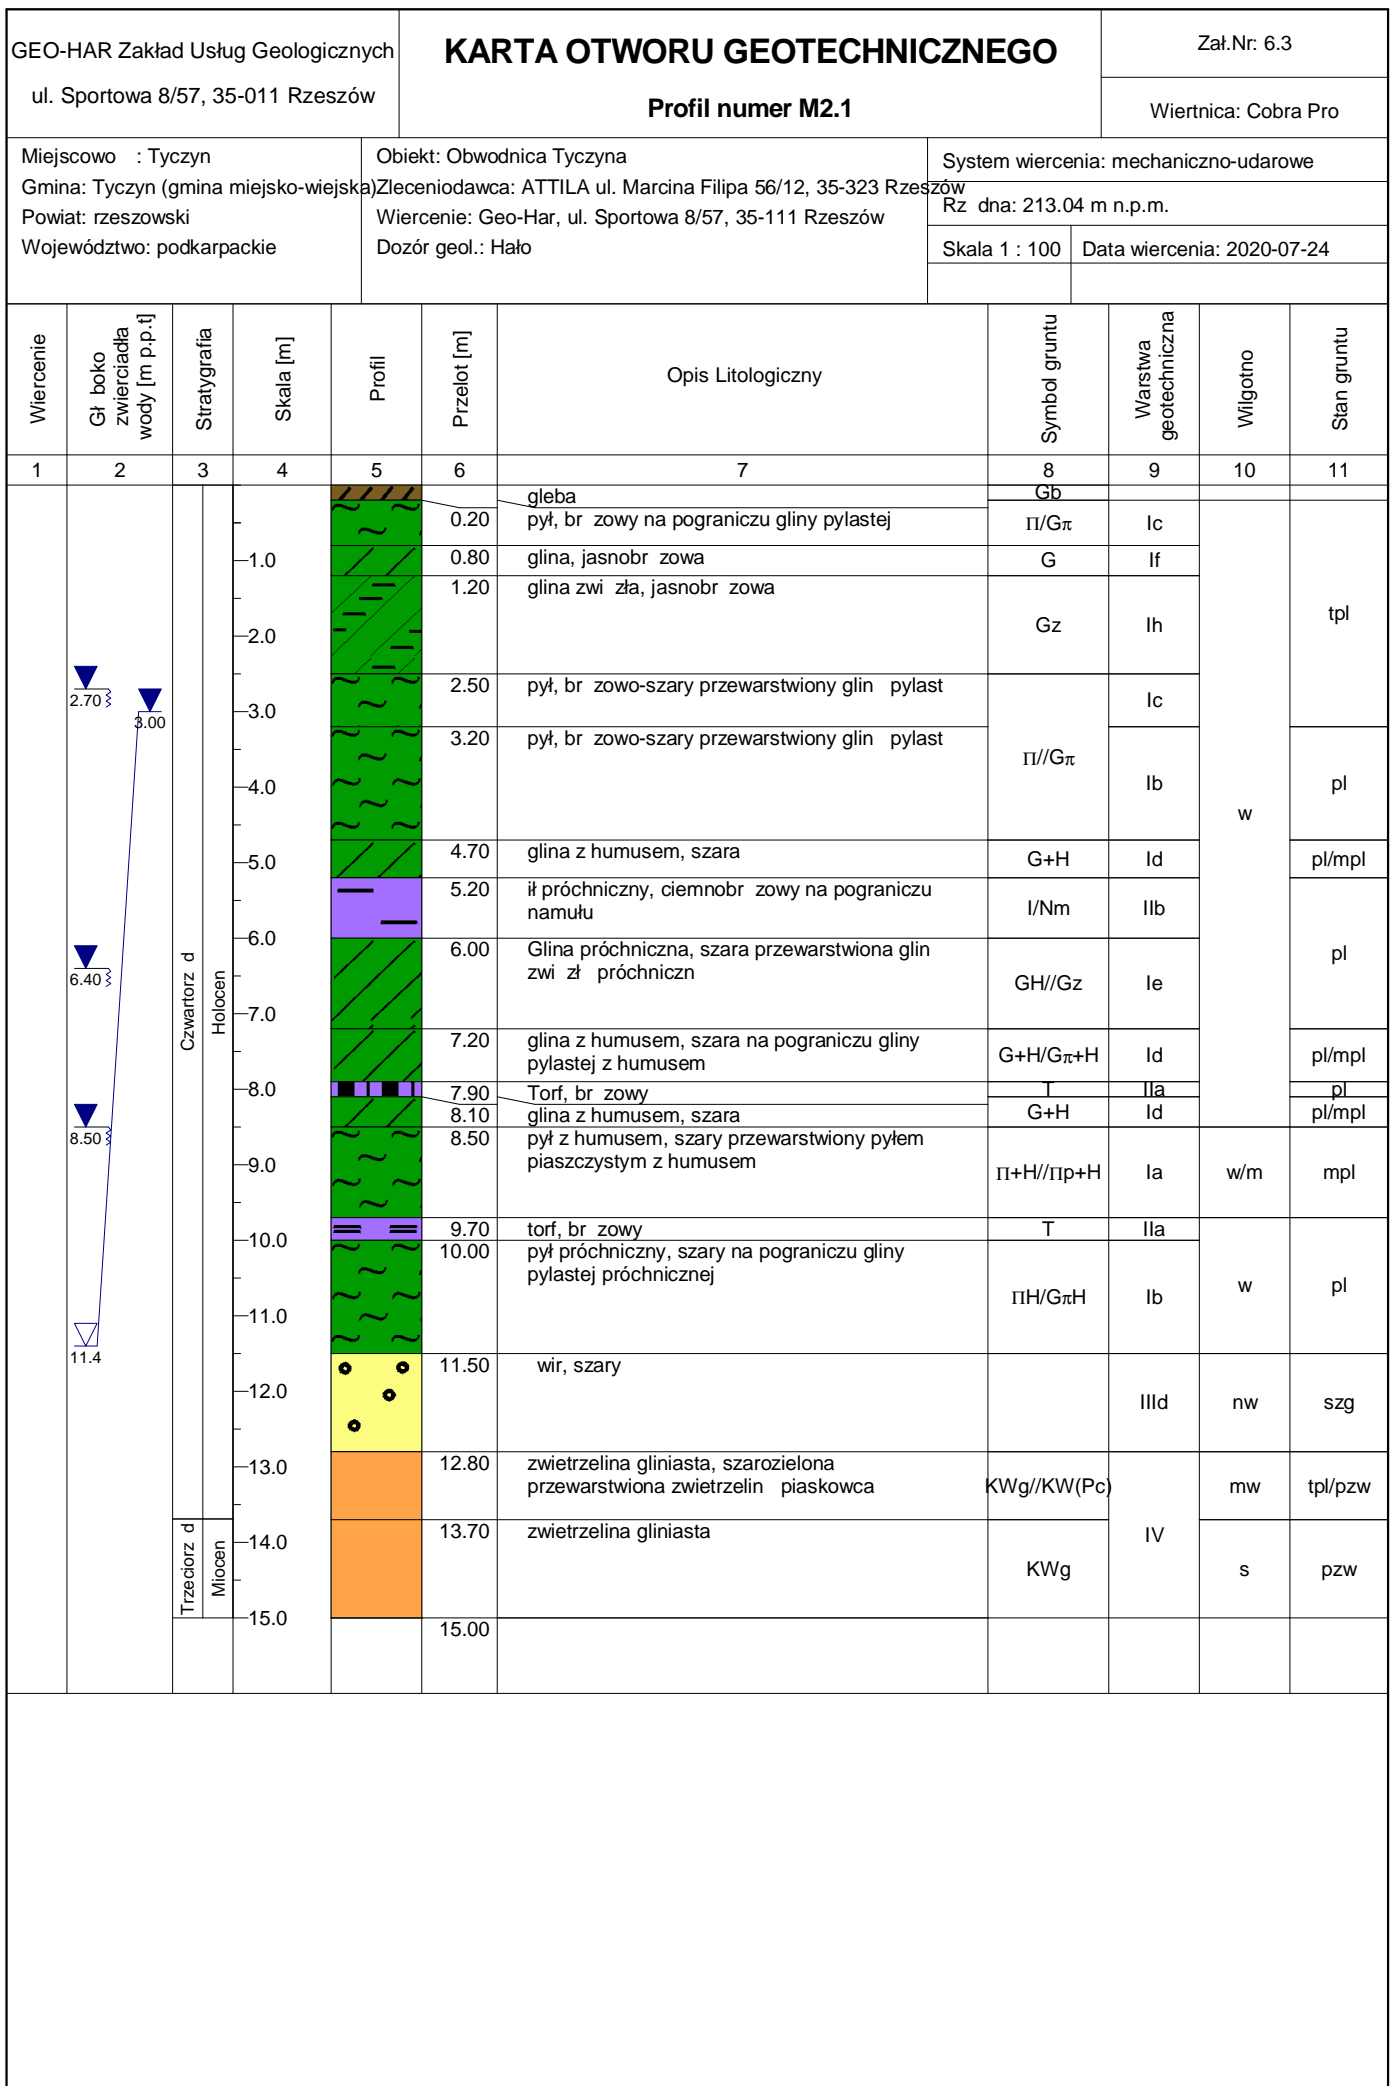 GEO-HAR Zakład Usług Geologicznych
ul. Sportowa 8/57, 35-011 Rzeszów
KARTA OTWORU GEOTECHNICZNEGO
Profil numer M2.1
Zał.Nr: 6.3
Wiertnica: Cobra Pro
Miejscowo : Tyczyn
Gmina: Tyczyn (gmina miejsko-wiejska)
Powiat: rzeszowski
Województwo: podkarpackie
Obiekt: Obwodnica Tyczyna
Zleceniodawca: ATTILA ul. Marcina Filipa 56/12, 35-323 Rzeszów
Wiercenie: Geo-Har, ul. Sportowa 8/57, 35-111 Rzeszów
Dozór geol.: Hało
System wiercenia: mechaniczno-udarowe
Rz dna: 213.04 m n.p.m.
Skala 1 : 100 Data wiercenia: 2020-07-24
Wiercenie
Gł boko
zwierciadła
wody [m p.p.t]
Stratygrafia
Skala [m]
Profil
Przelot [m]
Opis Litologiczny
Symbol gruntu
Warstwa
geotechniczna
Wilgotno
Stan gruntu
1 2 3 4 5 6 7 8 9 10 11
gleba Gb
0.20 pył, br zowy na pograniczu gliny pylastej Π/Gπ Ic
1.0 0.80 glina, jasnobr zowa G If
1.20 glina zwi zła, jasnobr zowa
tpl
2.0 Gz Ih
2.50 pył, br zowo-szary przewarstwiony glin pylast
2.70
Ic
3.00 3.0
3.20 pył, br zowo-szary przewarstwiony glin pylast
Π//Gπ
4.0 Ib pl
w
4.70 glina z humusem, szara
5.0 G+H Id pl/mpl
5.20 ił próchniczny, ciemnobr zowy na pograniczu
namułu
I/Nm IIb
6.0 6.00 Glina próchniczna, szara przewarstwiona glin
zwi zł próchniczn
pl
6.40
GH//Gz Ie
Czwartorz d
Holocen
7.0
7.20 glina z humusem, szara na pograniczu gliny
pylastej z humusem
G+H/Gπ+H Id pl/mpl
8.0 7.90 Torf, br zowy T IIa pl
8.10 glina z humusem, szara G+H Id pl/mpl
8.50 8.50 pył z humusem, szary przewarstwiony pyłem
piaszczystym z humusem
9.0 Π+H//Πp+H Ia w/m mpl
9.70 torf, br zowy T IIa
10.0 10.00 pył próchniczny, szary na pograniczu gliny
pylastej próchnicznej
ΠH/GπH Ib w pl
11.0
11.4 11.50 wir, szary
12.0 IIId nw szg
13.0 12.80 zwietrzelina gliniasta, szarozielona
przewarstwiona zwietrzelin piaskowca
KWg//KW(Pc) mw tpl/pzw
13.70 zwietrzelina gliniasta
14.0 IV
Trzeciorz d
Miocen
KWg s pzw
15.0
15.00